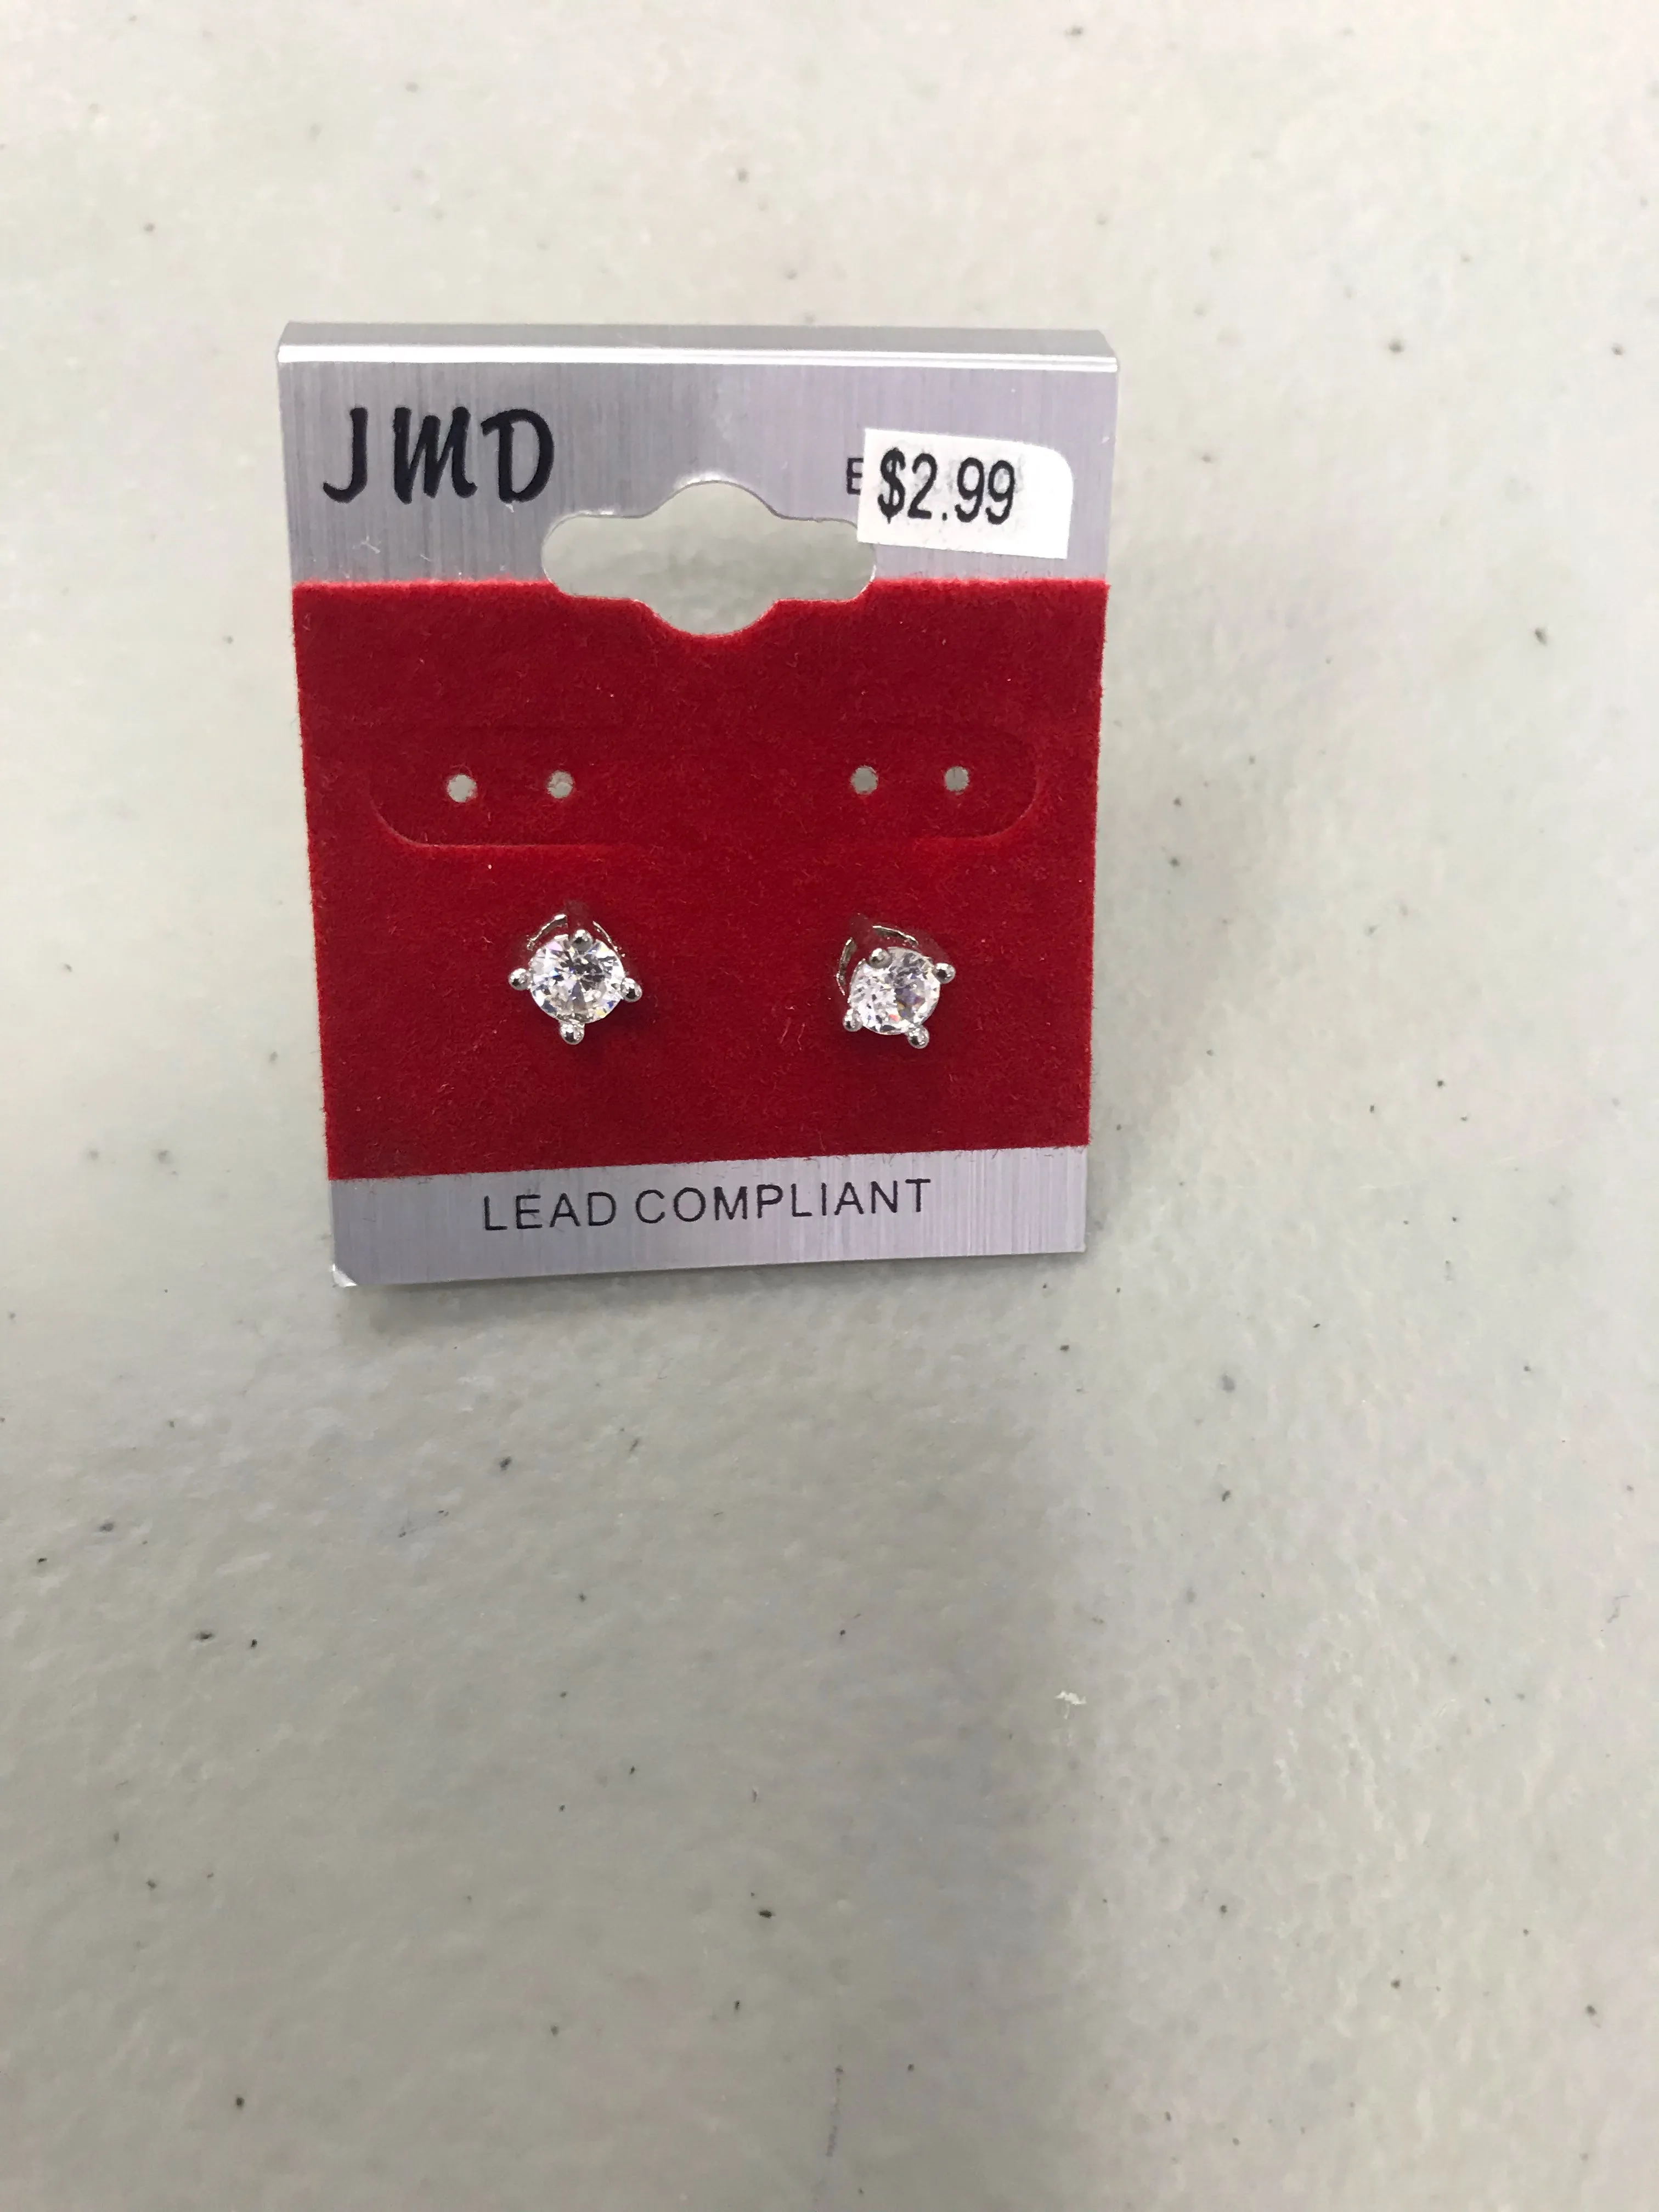 JMD
$2.99
LEAD COMPLIANT